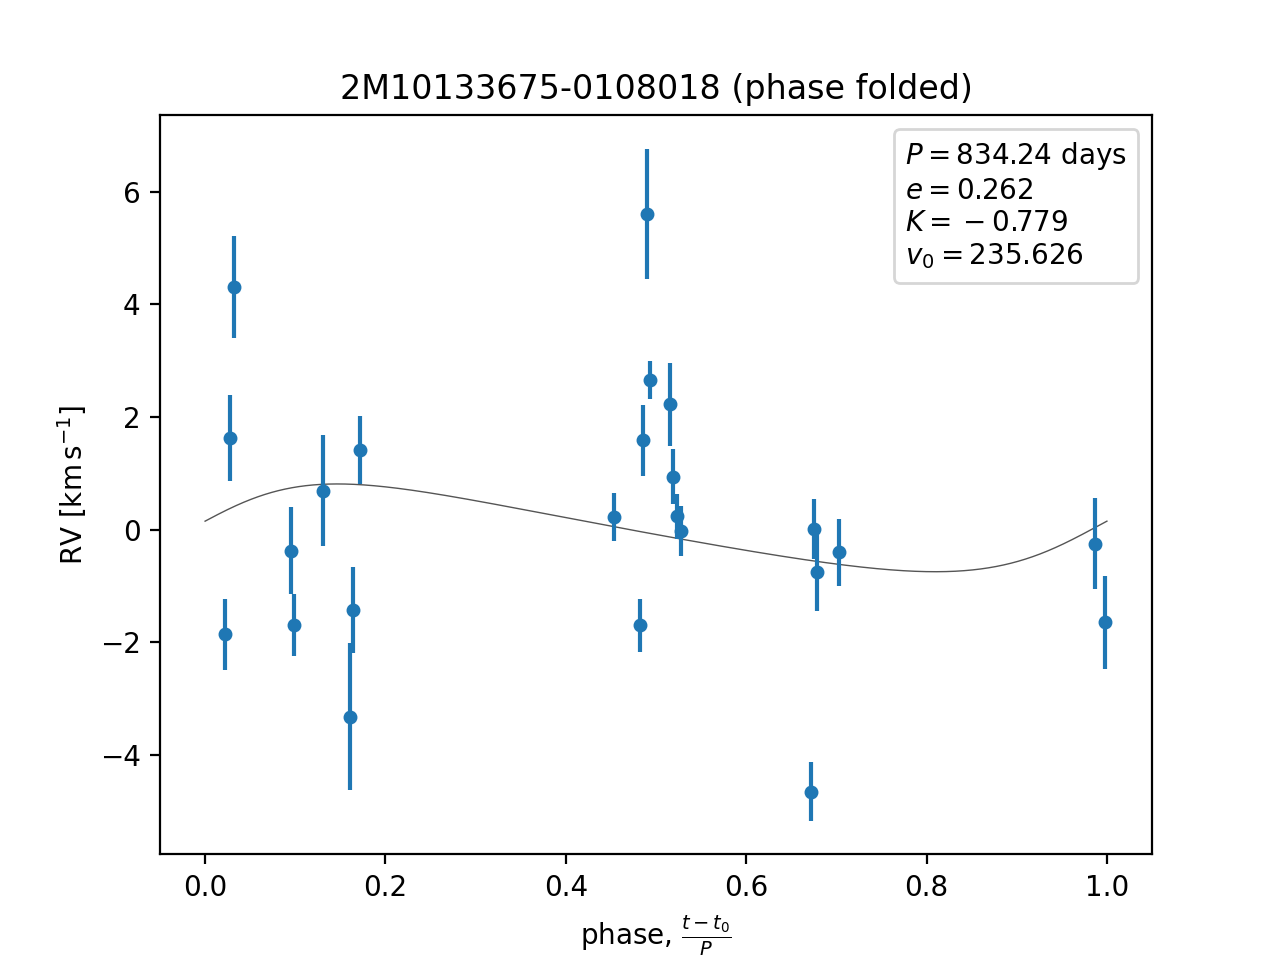 2M10133675-0108018 (phase folded)
P = 834.24 days
e = 0.262
K = −0.779
v₀ = 235.626
6
4
2
0
−2
−4
RV [km s⁻¹]
0.0 0.2 0.4 0.6 0.8 1.0
phase, (t − t₀)/P